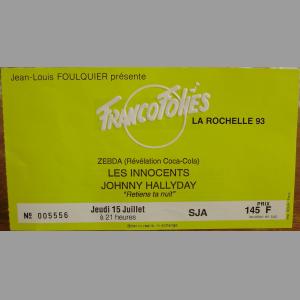 Jean-Louis FOULQUIER présente
FRANCOFOLIES
LA ROCHELLE 93
ZEBDA (Révélation Coca-Cola)
LES INNOCENTS
JOHNNY HALLYDAY
"Retiens ta nuit"
Nº 005556
Jeudi 15 Juillet
à 21 heures
SJA
PRIX
145 F